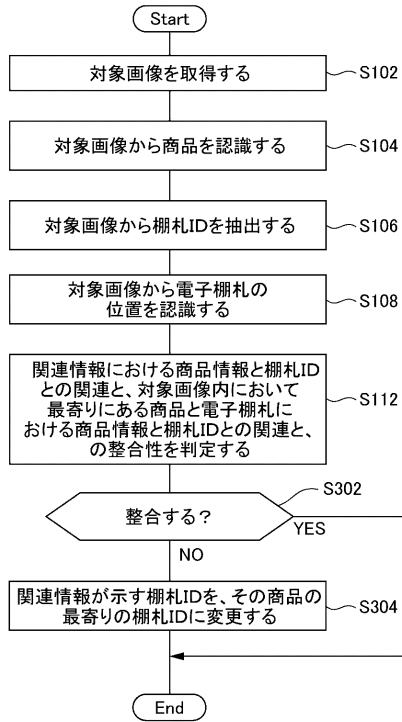 Start
対象画像を取得する
S102
対象画像から商品を認識する
S104
対象画像から棚札IDを抽出する
S106
対象画像から電子棚札の
位置を認識する
S108
関連情報における商品情報と棚札ID
との関連と、対象画像内において
最寄りにある商品と電子棚札に
おける商品情報と棚札IDとの関連と、
の整合性を判定する
S112
S302
整合する？
YES
NO
関連情報が示す棚札IDを、その商品の
最寄りの棚札IDに変更する
S304
End